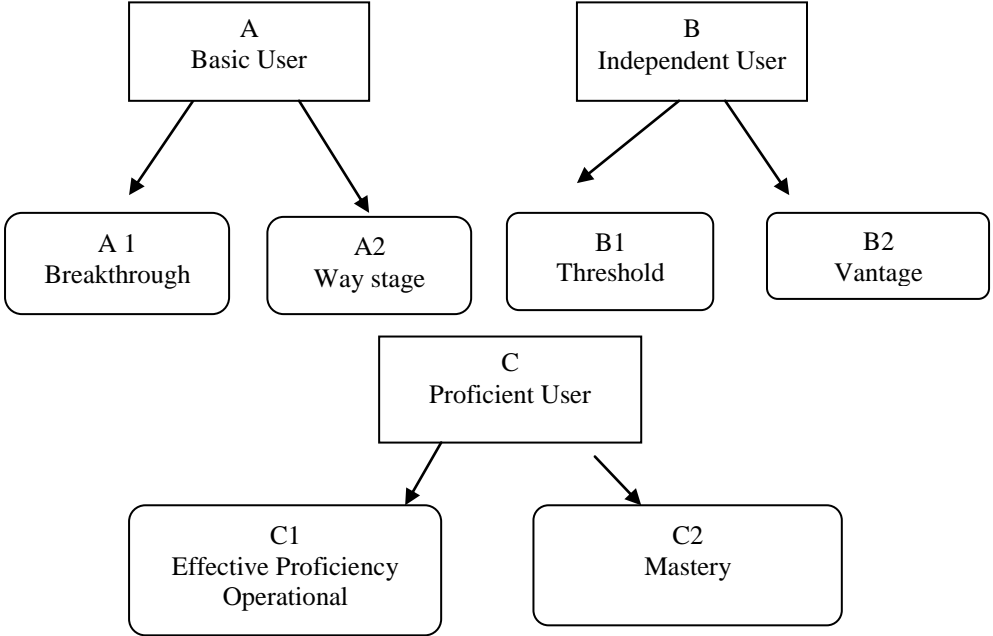 A
Basic User
B
Independent User
A 1
Breakthrough
A2
Way stage
B1
Threshold
B2
Vantage
C
Proficient User
C1
Effective Proficiency
Operational
C2
Mastery